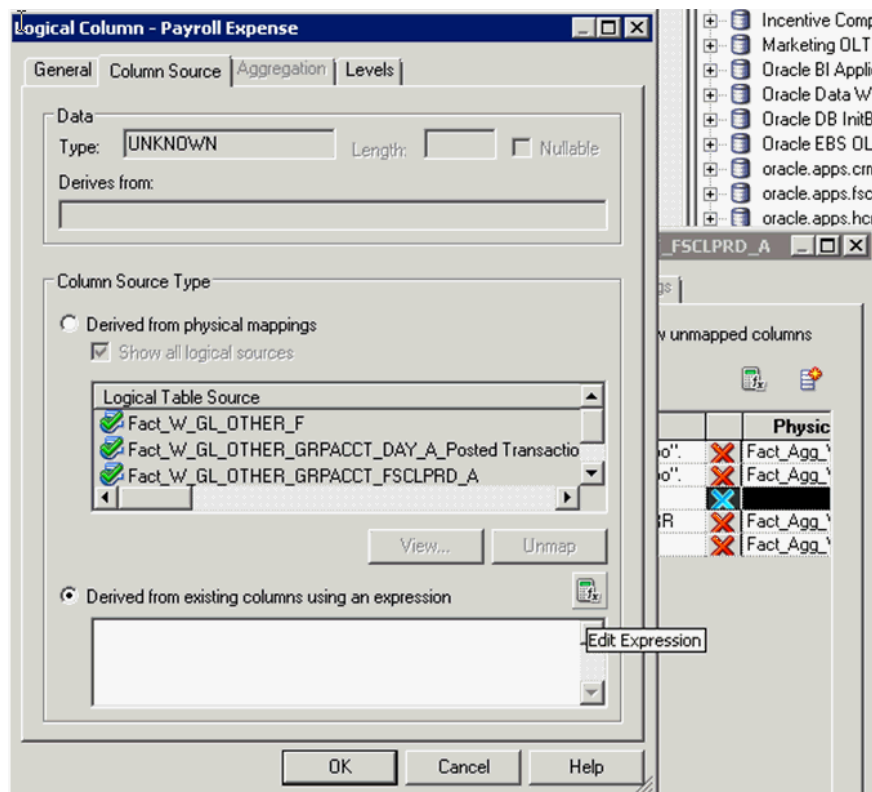 Logical Column - Payroll Expense
General Column Source Aggregation Levels
Data
Type: UNKNOWN Length: Nullable
Derives from:
Column Source Type
Derived from physical mappings
Show all logical sources
Logical Table Source
Fact_W_GL_OTHER_F
Fact_W_GL_OTHER_GRPACCT_DAY_A_Posted Transactio
Fact_W_GL_OTHER_GRPACCT_FSCLPRD_A
View... Unmap
Derived from existing columns using an expression
Edit Expression
OK Cancel Help
Incentive Comp
Marketing OLT
Oracle BI Appli
Oracle Data W
Oracle DB InitB
Oracle EBS OL
oracle.apps.crm
oracle.apps.fsc
oracle.apps.hcm
_FSCLPRD_A
gs
w unmapped columns
Physic
oo". Fact_Agg_
oo". Fact_Agg_
RR Fact_Agg_
Fact_Agg_